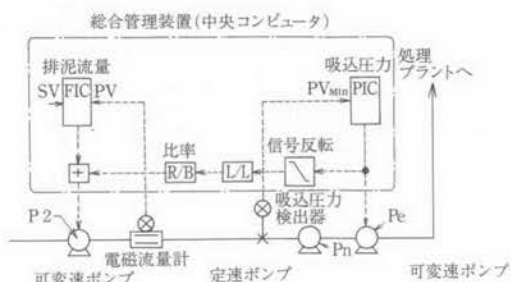 総合管理装置(中央コンピュータ)
排泥流量
SV FIC PV
吸込圧力
PVMin PIC
処理
プラントへ
比率
信号反転
+ R/B L/L
吸込圧力
検出器
P2
電磁流量計
Pn
Pe
可変速ポンプ
定速ポンプ
可変速ポンプ